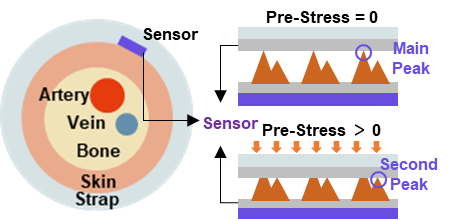 Sensor
Artery
Vein
Bone
Skin
Strap
Sensor
Pre-Stress = 0
Main
Peak
Pre-Stress > 0
Second
Peak